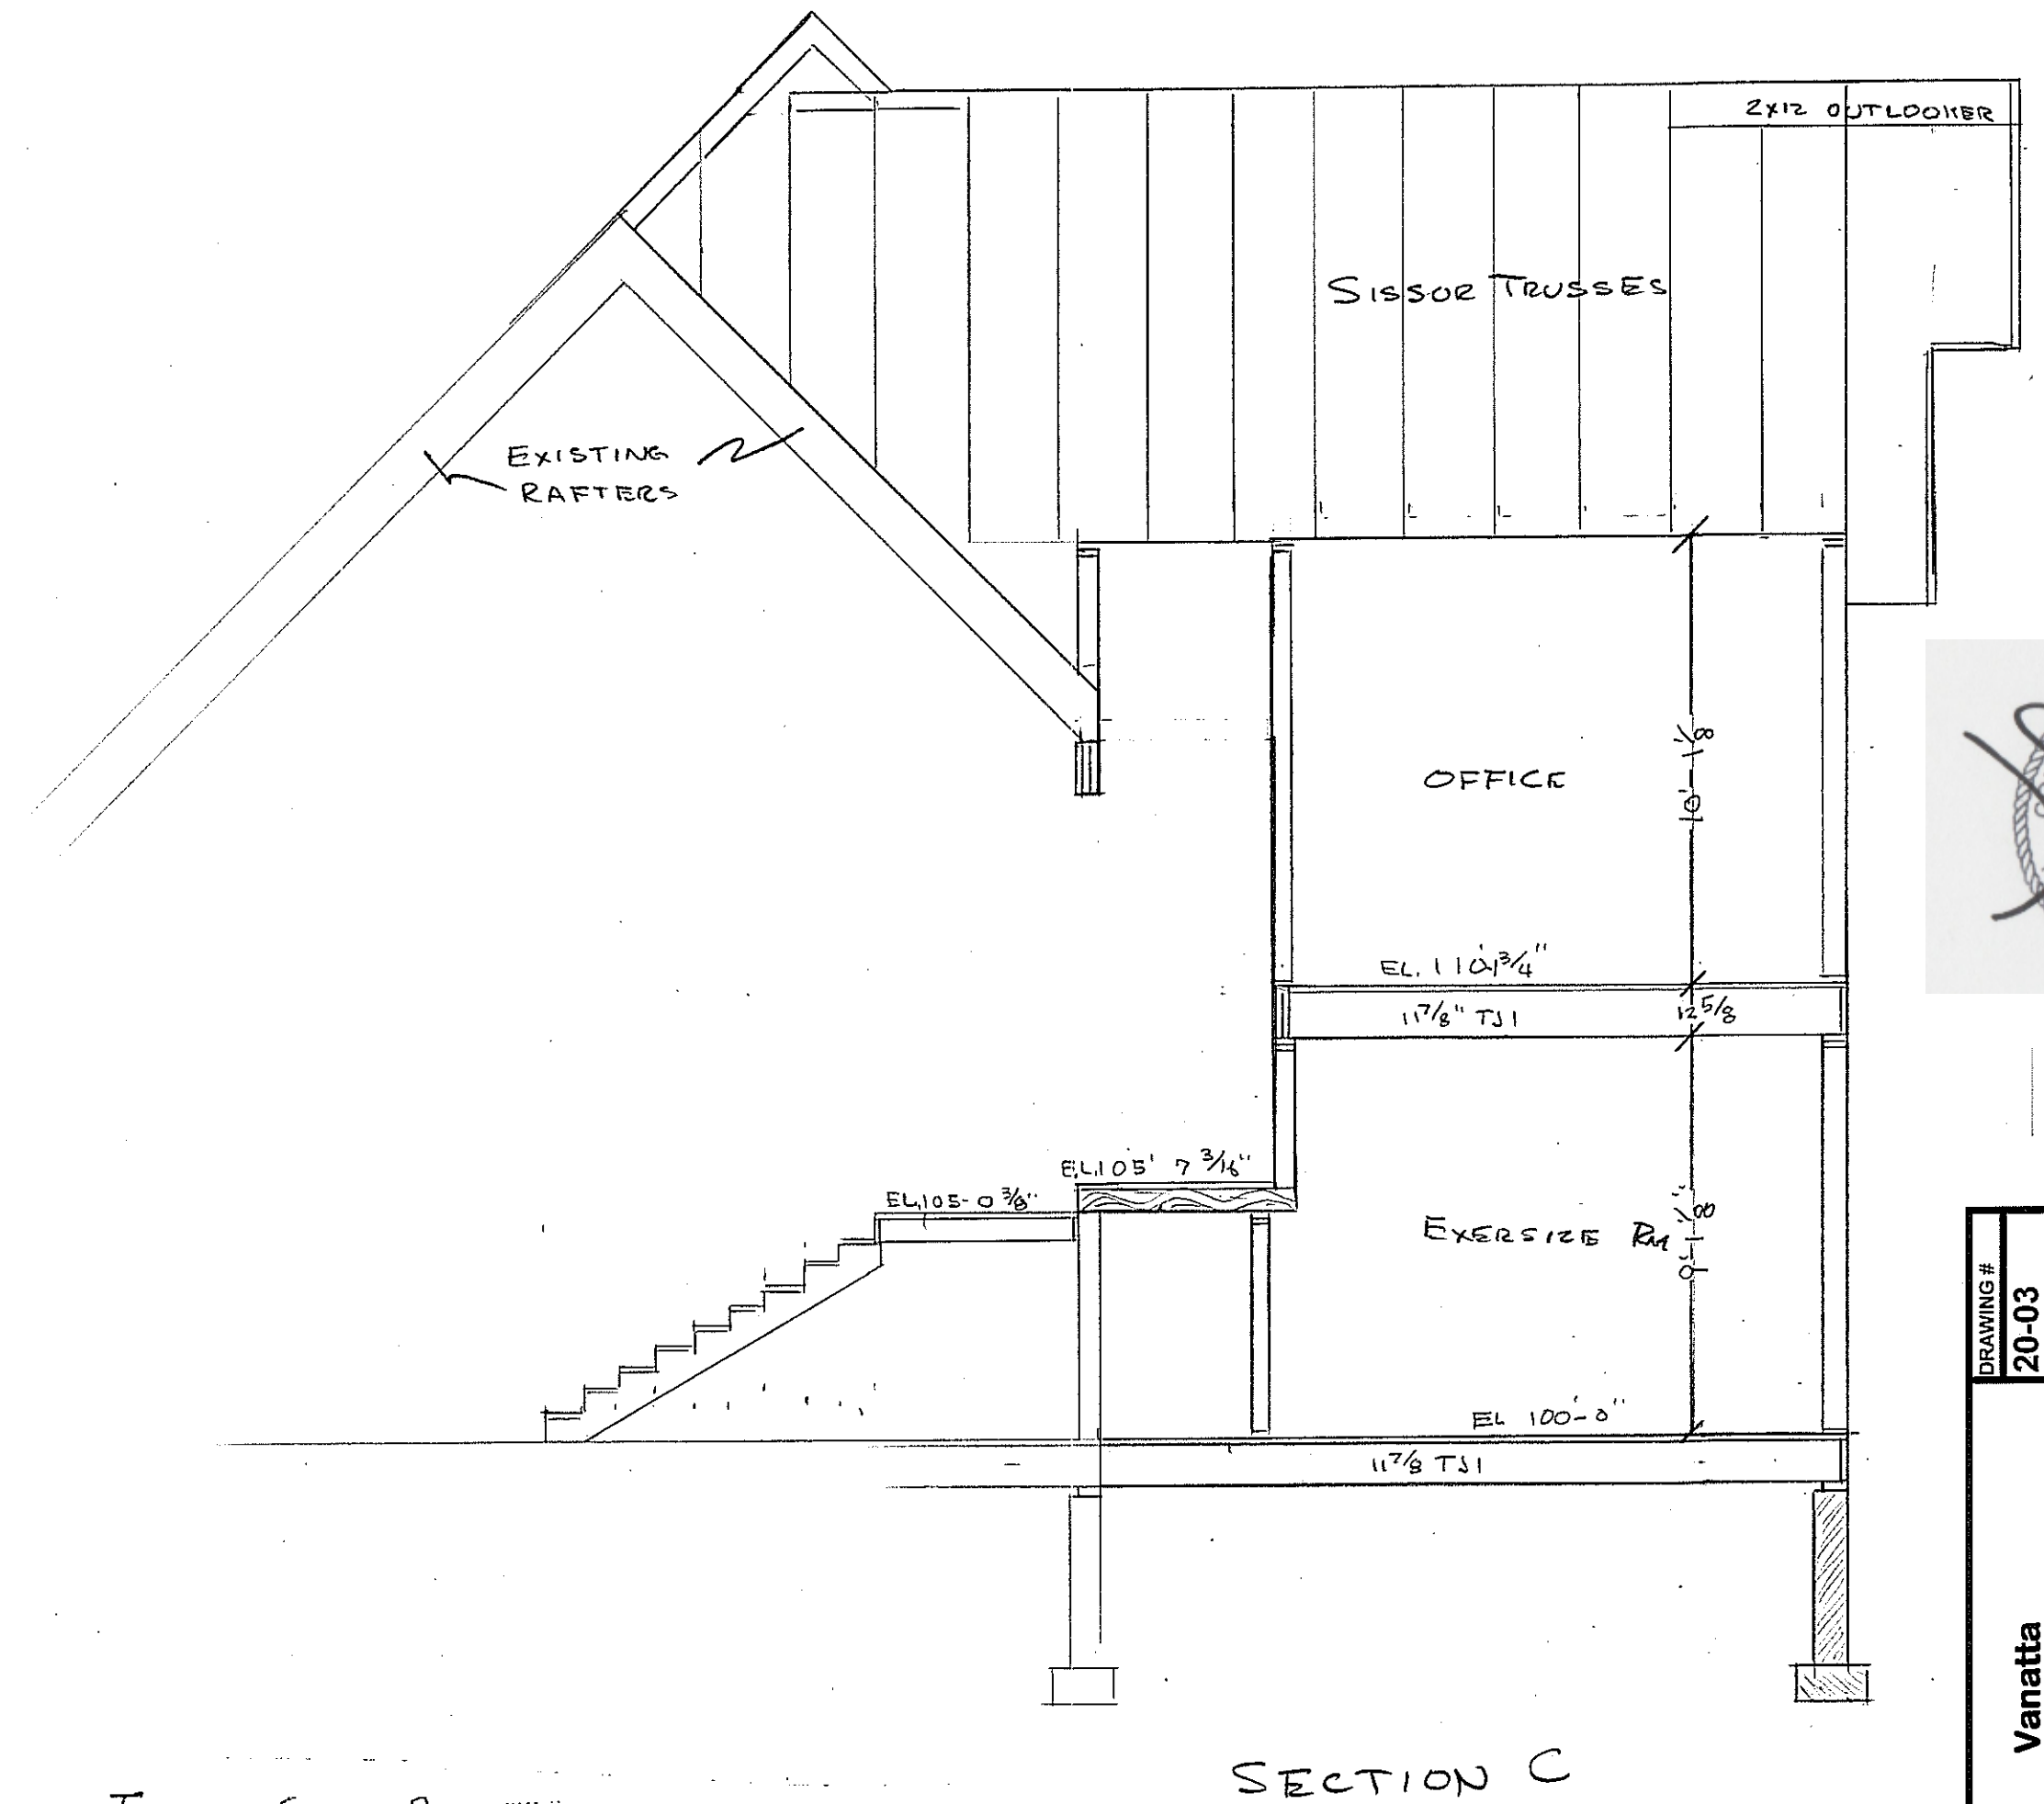 2X12 OUTLOOKER
SISSOR TRUSSES
EXISTING
RAFTERS
10'-1 1/8
OFFICE
EL. 110'-1 3/4"
11 7/8" TJI
12 5/8
EL. 105' 7 3/16"
EL. 105-0 3/8"
EXERSIZE RM
9'-1 1/8"
EL 100'-0"
11 7/8 TJI
DRAWING #
20-03
Vanatta
SECTION C